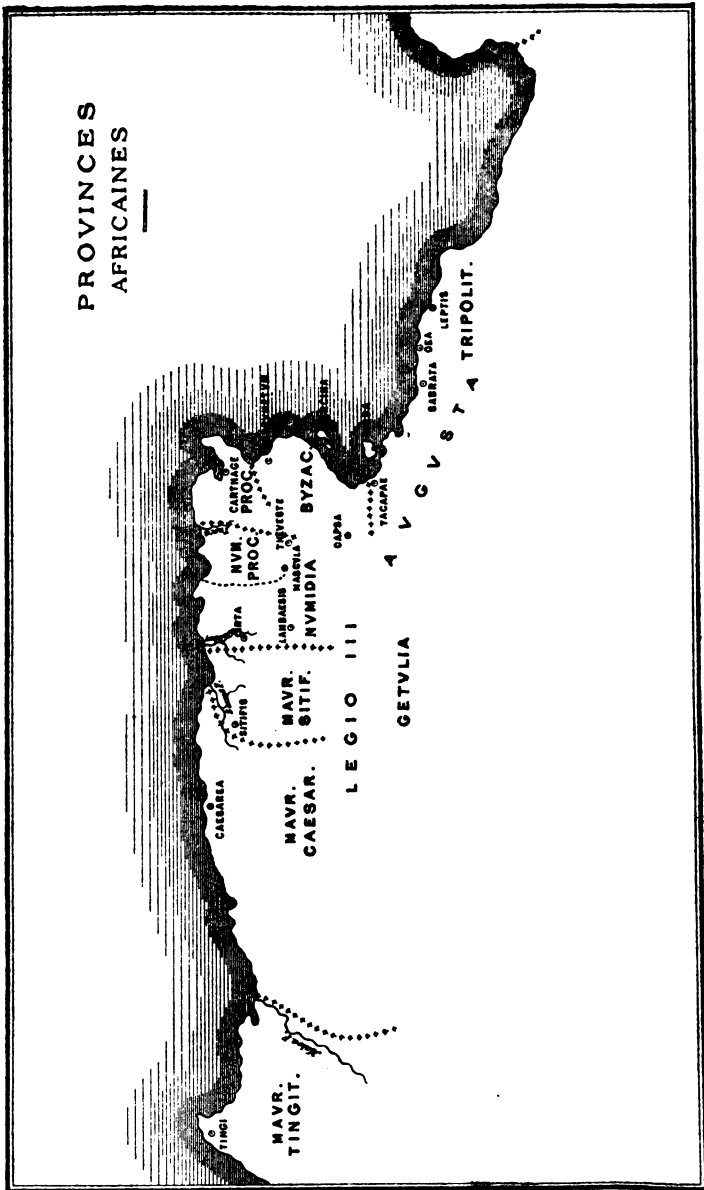 PROVINCES
AFRICAINES
TINGI
MAVR.
TINGIT.
CAESAREA
MAVR.
CAESAR.
SITIFIS
MAVR.
SITIF.
CIRTA
LAMBAESIS
NVMIDIA
MASCVLA
THEVESTE
NVM.
PROC.
CARTHAGE
PROC.
BYZAC.
CAPSA
TACAPAE
SABRATA
OEA
LEPTIS
TRIPOLIT.
LEGIO III AVGVSTA
GETVLIA